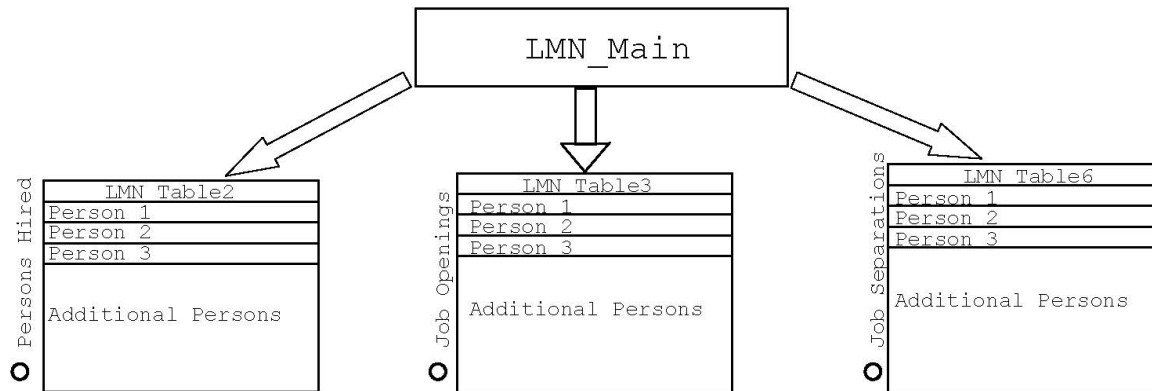 LMN_Main
Persons Hired
LMN Table2
Person 1
Person 2
Person 3
Additional Persons
Job Openings
LMN Table3
Person 1
Person 2
Person 3
Additional Persons
Job Separations
LMN Table6
Person 1
Person 2
Person 3
Additional Persons